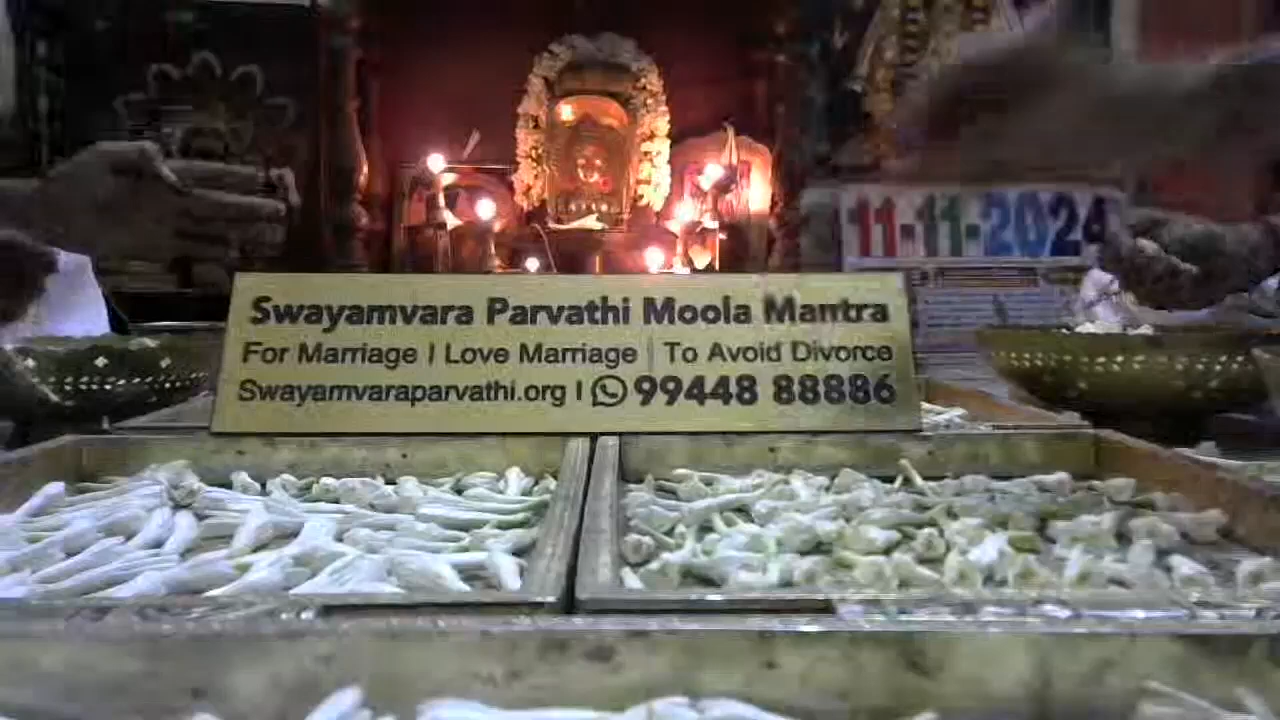 11-11-2024
Swayamvara Parvathi Moola Mantra
For Marriage | Love Marriage | To Avoid Divorce
Swayamvaraparvathi.org | 99448 88886